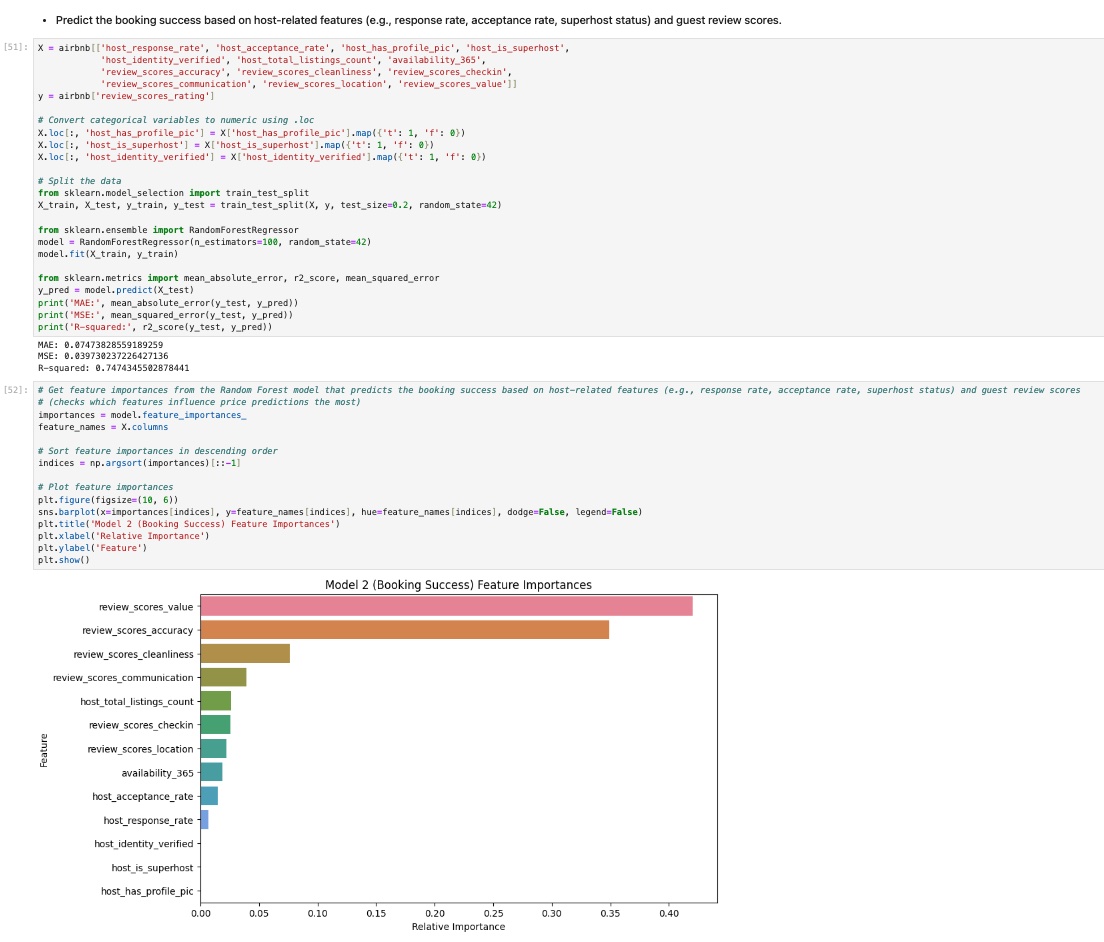 • Predict the booking success based on host-related features (e.g., response rate, acceptance rate, superhost status) and guest review scores.
[51]: X = airbnb[['host_response_rate', 'host_acceptance_rate', 'host_has_profile_pic', 'host_is_superhost',
            'host_identity_verified', 'host_total_listings_count', 'availability_365',
            'review_scores_accuracy', 'review_scores_cleanliness', 'review_scores_checkin',
            'review_scores_communication', 'review_scores_location', 'review_scores_value']]
y = airbnb['review_scores_rating']
# Convert categorical variables to numeric using .loc
X.loc[:, 'host_has_profile_pic'] = X['host_has_profile_pic'].map({'t': 1, 'f': 0})
X.loc[:, 'host_is_superhost'] = X['host_is_superhost'].map({'t': 1, 'f': 0})
X.loc[:, 'host_identity_verified'] = X['host_identity_verified'].map({'t': 1, 'f': 0})
# Split the data
from sklearn.model_selection import train_test_split
X_train, X_test, y_train, y_test = train_test_split(X, y, test_size=0.2, random_state=42)
from sklearn.ensemble import RandomForestRegressor
model = RandomForestRegressor(n_estimators=100, random_state=42)
model.fit(X_train, y_train)
from sklearn.metrics import mean_absolute_error, r2_score, mean_squared_error
y_pred = model.predict(X_test)
print('MAE:', mean_absolute_error(y_test, y_pred))
print('MSE:', mean_squared_error(y_test, y_pred))
print('R-squared:', r2_score(y_test, y_pred))
MAE: 0.07473828559189259
MSE: 0.039730237226427136
R-squared: 0.7474345502878441
[52]: # Get feature importances from the Random Forest model that predicts the booking success based on host-related features (e.g., response rate, acceptance rate, superhost status) and guest review scores
# (checks which features influence price predictions the most)
importances = model.feature_importances_
feature_names = X.columns
# Sort feature importances in descending order
indices = np.argsort(importances)[::-1]
# Plot feature importances
plt.figure(figsize=(10, 6))
sns.barplot(x=importances[indices], y=feature_names[indices], hue=feature_names[indices], dodge=False, legend=False)
plt.title('Model 2 (Booking Success) Feature Importances')
plt.xlabel('Relative Importance')
plt.ylabel('Feature')
plt.show()
Model 2 (Booking Success) Feature Importances
review_scores_value
review_scores_accuracy
review_scores_cleanliness
review_scores_communication
host_total_listings_count
review_scores_checkin
review_scores_location
availability_365
host_acceptance_rate
host_response_rate
host_identity_verified
host_is_superhost
host_has_profile_pic
Feature
0.00 0.05 0.10 0.15 0.20 0.25 0.30 0.35 0.40
Relative Importance